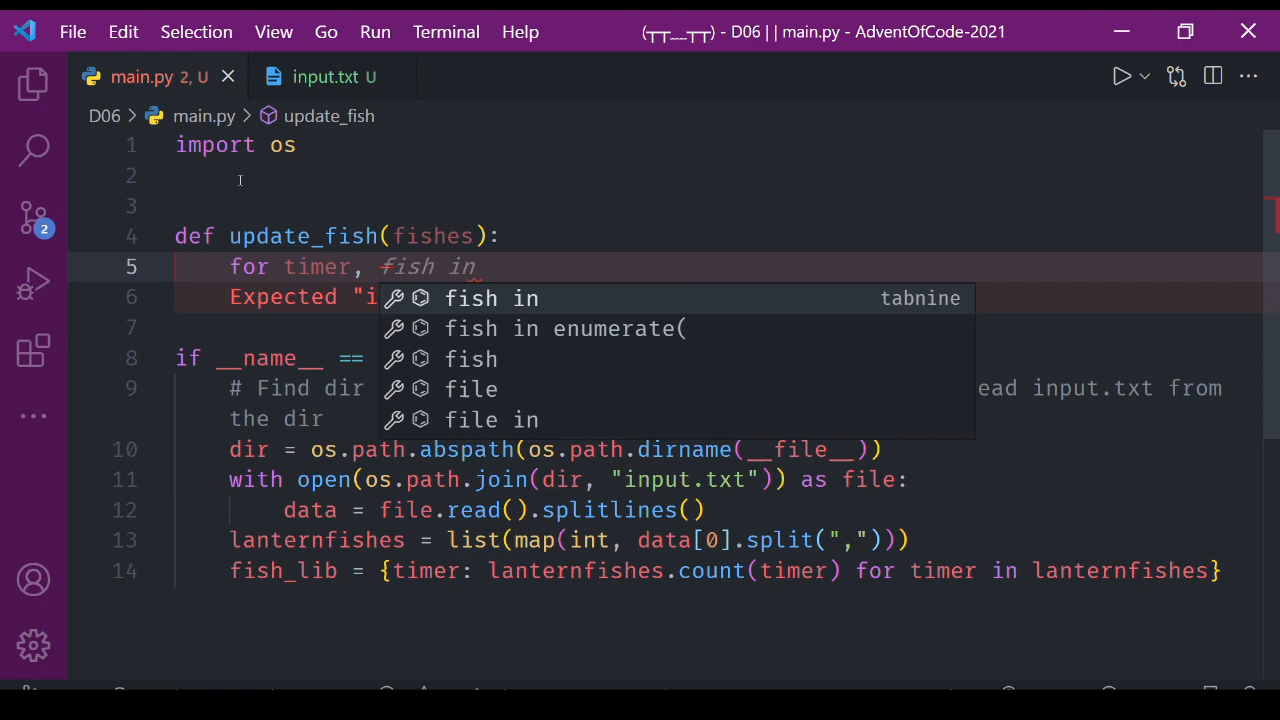 File Edit Selection View Go Run Terminal Help (┬┬﹏┬┬) - D06 || main.py - AdventOfCode-2021
main.py 2, U input.txt U
D06 > main.py > update_fish
1 import os
2
3
4 def update_fish(fishes):
5 for timer, fish in
6 Expected "i
fish in tabnine
fish in enumerate(
fish
file
file in
7
8 if __name__ ==
9 # Find dir ead input.txt from
the dir
10 dir = os.path.abspath(os.path.dirname(__file__))
11 with open(os.path.join(dir, "input.txt")) as file:
12 data = file.read().splitlines()
13 lanternfishes = list(map(int, data[0].split(",")))
14 fish_lib = {timer: lanternfishes.count(timer) for timer in lanternfishes}
2